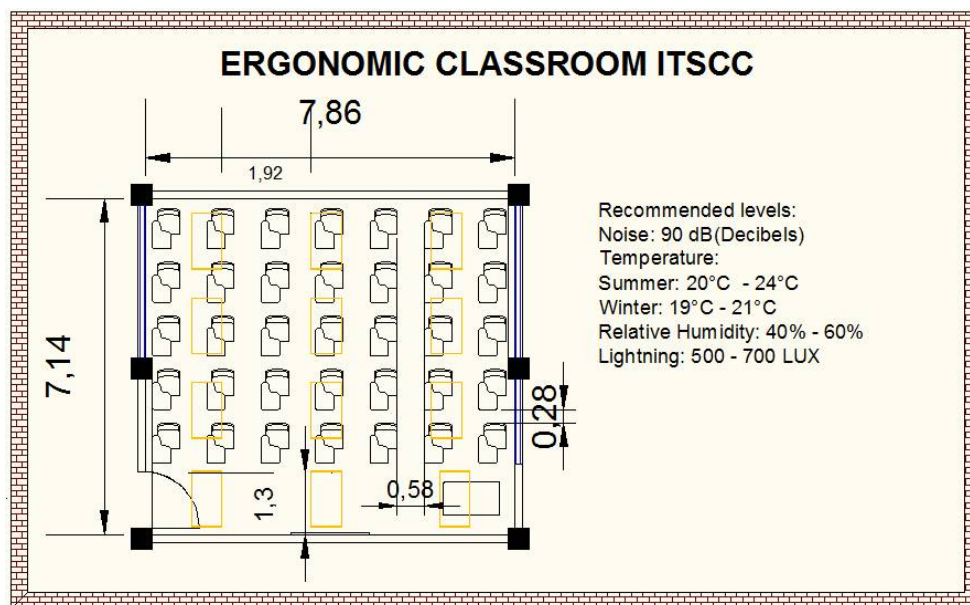 ERGONOMIC CLASSROOM ITSCC
7,86
1,92
7,14
Recommended levels:
Noise: 90 dB(Decibels)
Temperature:
Summer: 20°C - 24°C
Winter: 19°C - 21°C
Relative Humidity: 40% - 60%
Lightning: 500 - 700 LUX
0,28
1,3
0,58